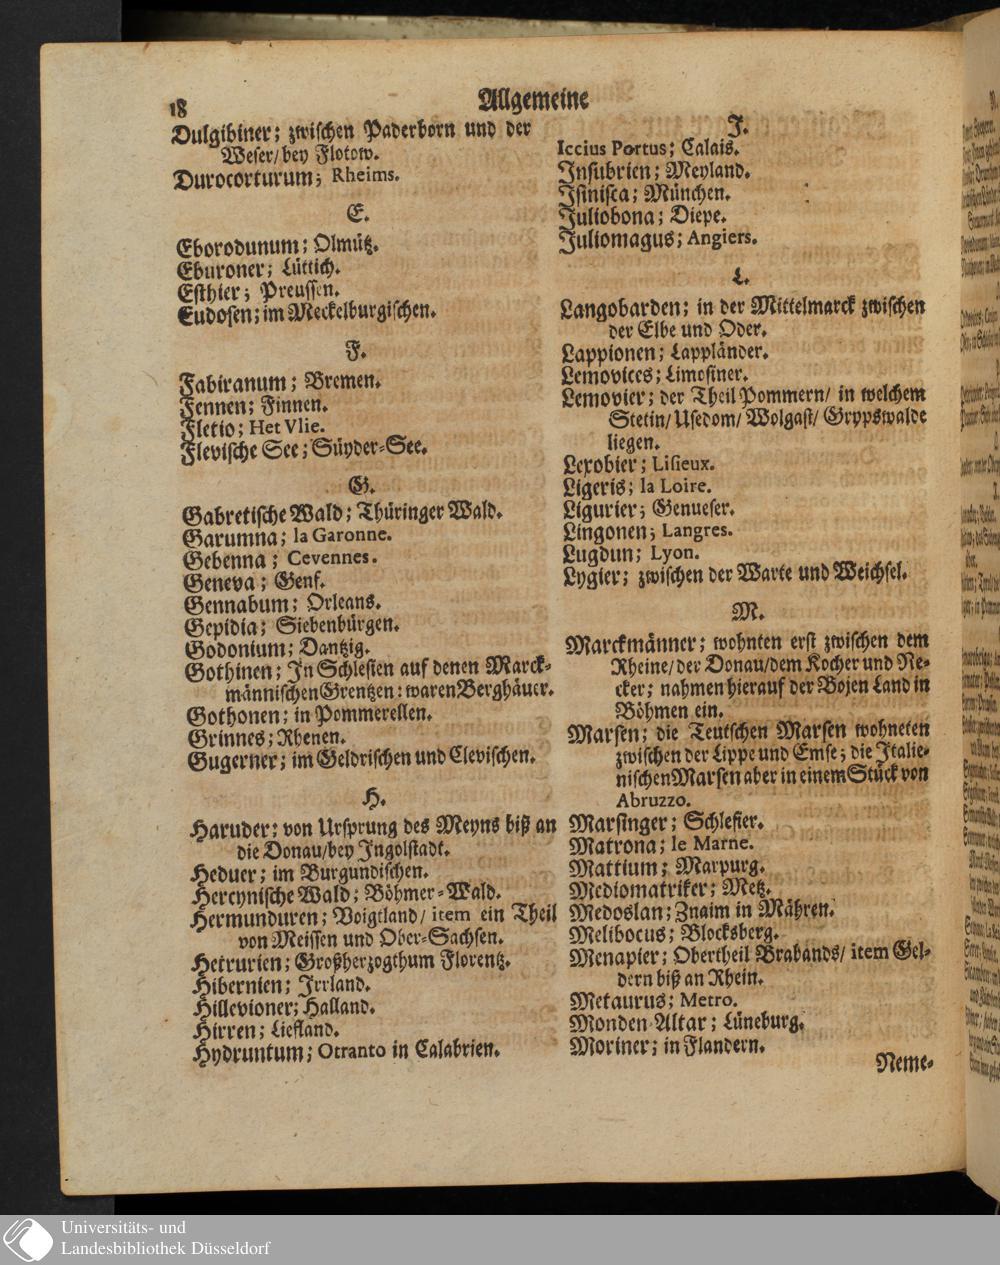 18
Allgemeine
Dulgibiner; zwischen Paderborn und der
Weser/bey Flotow.
Durocorturum; Rheims.
E.
Eborodunum; Olmütz.
Eburoner; Lüttich.
Esthier; Preussen.
Eudosen; im Meckelburgischen.
F.
Fabiranum; Bremen.
Fennen; Finnen.
Fletio; Het Vlie.
Flevische See; Süyder-See.
G.
Gabretische Wald; Thüringer Wald.
Garumna; la Garonne.
Gebenna; Cevennes.
Geneva; Genf.
Gennabum; Orleans.
Gepidia; Siebenbürgen.
Godonium; Dantzig.
Gothinen; In Schlesien auf denen Marck-
männischen Grentzen: waren Berghäuer.
Gothonen; in Pommerellen.
Grinnes; Rhenen.
Gugerner; im Geldrischen und Clevischen.
H.
Haruder; von Ursprung des Meyns biß an
die Donau/bey Ingolstadt.
Heduer; im Burgundischen.
Hercynische Wald; Böhmer-Wald.
Hermunduren; Voigtland/ item ein Theil
von Meissen und Ober-Sachsen.
Hetrurien; Großherzogthum Florentz.
Hibernien; Irrland.
Hillevioner; Halland.
Hirren; Liefland.
Hydruntum; Otranto in Calabrien.
J.
Iccius Portus; Calais.
Insubrien; Meyland.
Isinisca; München.
Juliobona; Diepe.
Juliomagus; Angiers.
L.
Langobarden; in der Mittelmarck zwischen
der Elbe und Oder.
Lappionen; Lappländer.
Lemovices; Limosiner.
Lemovier; der Theil Pommern/ in welchem
Stetin/ Usedom/ Wolgast/ Grypswalde
liegen.
Lexobier; Lisieux.
Ligeris; la Loire.
Ligurier; Genueser.
Lingonen; Langres.
Lugdun; Lyon.
Lygier; zwischen der Warte und Weichsel.
M.
Marckmänner; wohnten erst zwischen dem
Rheine/der Donau/dem Kocher und Ne-
cker; nahmen hierauf der Bojen Land in
Böhmen ein.
Marsen; die Teutschen Marsen wohneten
zwischen der Lippe und Emse; die Italie-
nischen Marsen aber in einem Stück von
Abruzzo.
Marsinger; Schlesier.
Matrona; le Marne.
Mattium; Marpurg.
Mediomatriker; Metz.
Medoslan; Znaim in Mähren.
Melibocus; Blocksberg.
Menapier; Obertheil Brabands/ item Gel-
dern biß an Rhein.
Metaurus; Metro.
Monden-Altar; Lüneburg.
Moriner; in Flandern.
Neme-
Universitäts- und
Landesbibliothek Düsseldorf